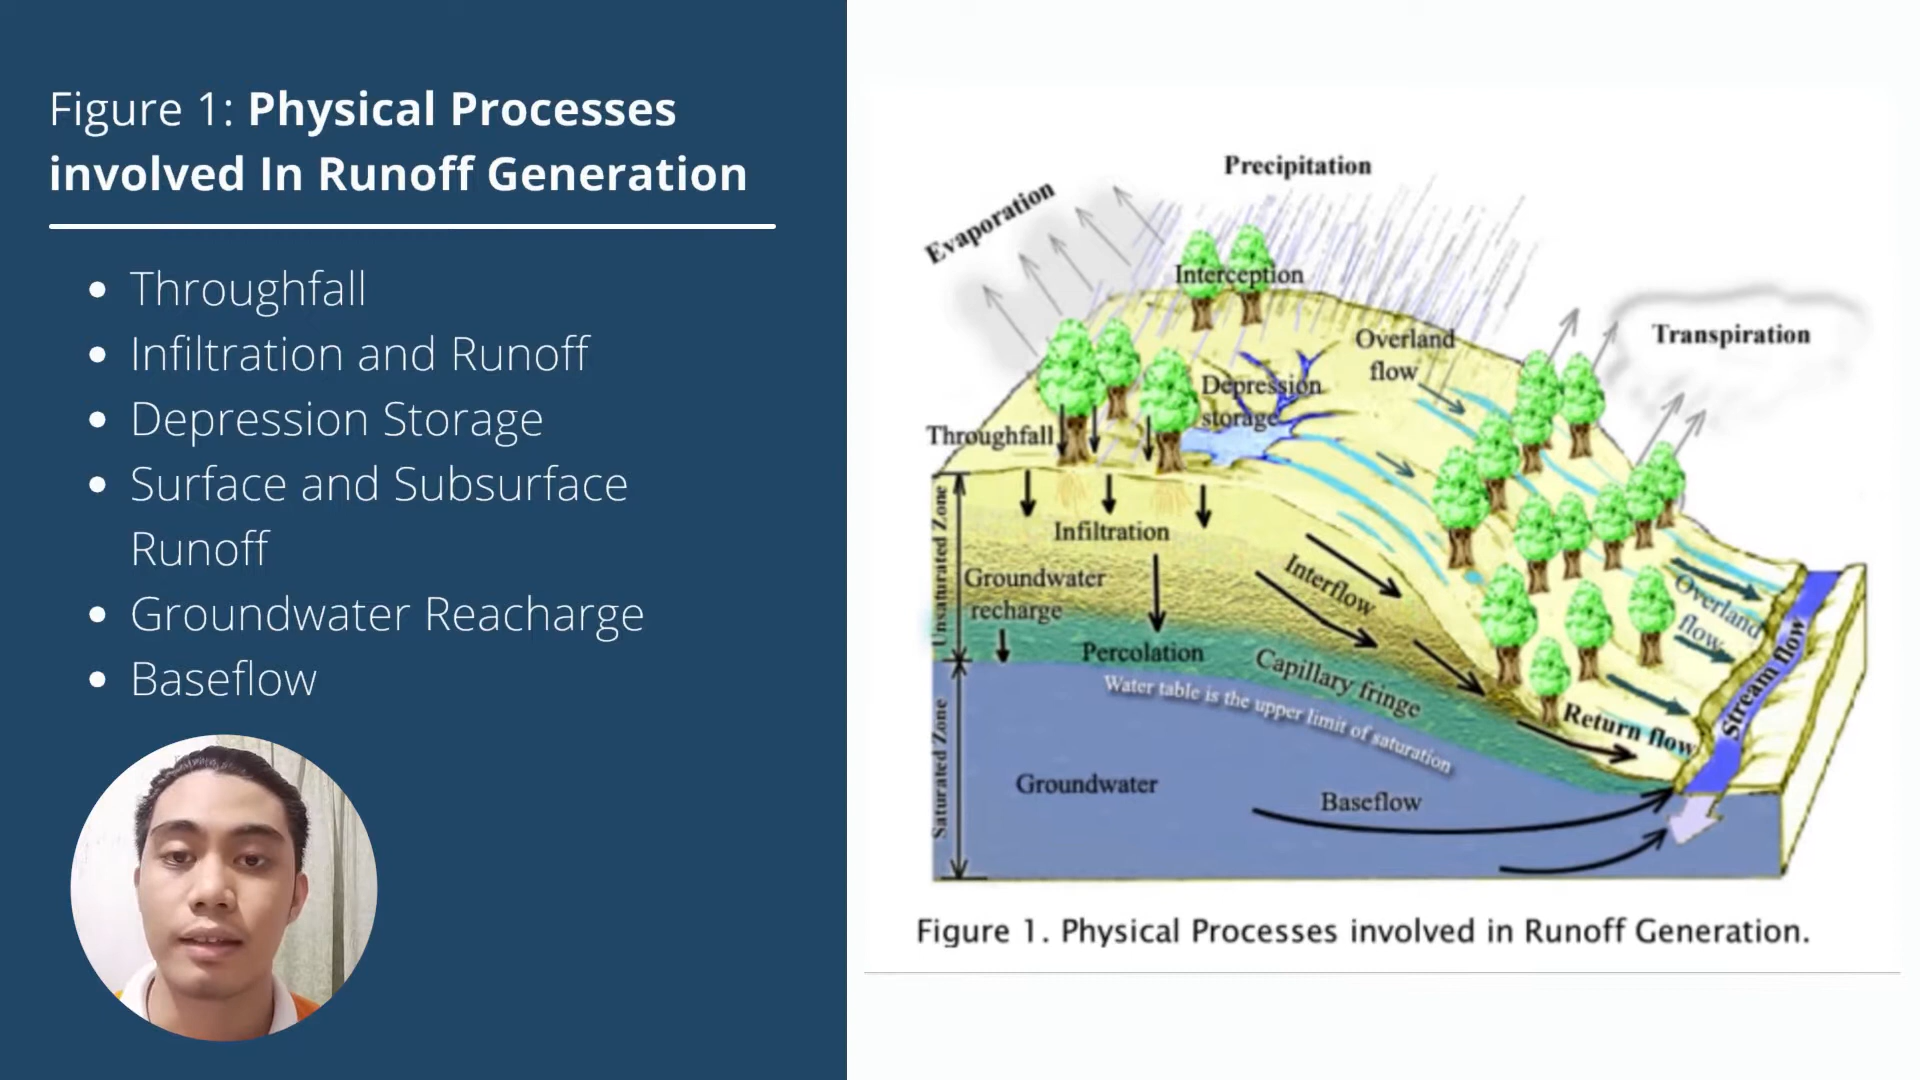 Figure 1: Physical Processes
involved In Runoff Generation
Throughfall
Infiltration and Runoff
Depression Storage
Surface and Subsurface
Runoff
Groundwater Reacharge
Baseflow
Precipitation
Evaporation
Interception
Transpiration
Overland
flow
Depression
storage
Throughfall
Unsaturated Zone
Infiltration
Groundwater
recharge
Interflow
Percolation
Capillary fringe
Water table is the upper limit of saturation
Overland
flow
Stream flow
Return flow
Saturated Zone
Groundwater
Baseflow
Figure 1. Physical Processes involved in Runoff Generation.